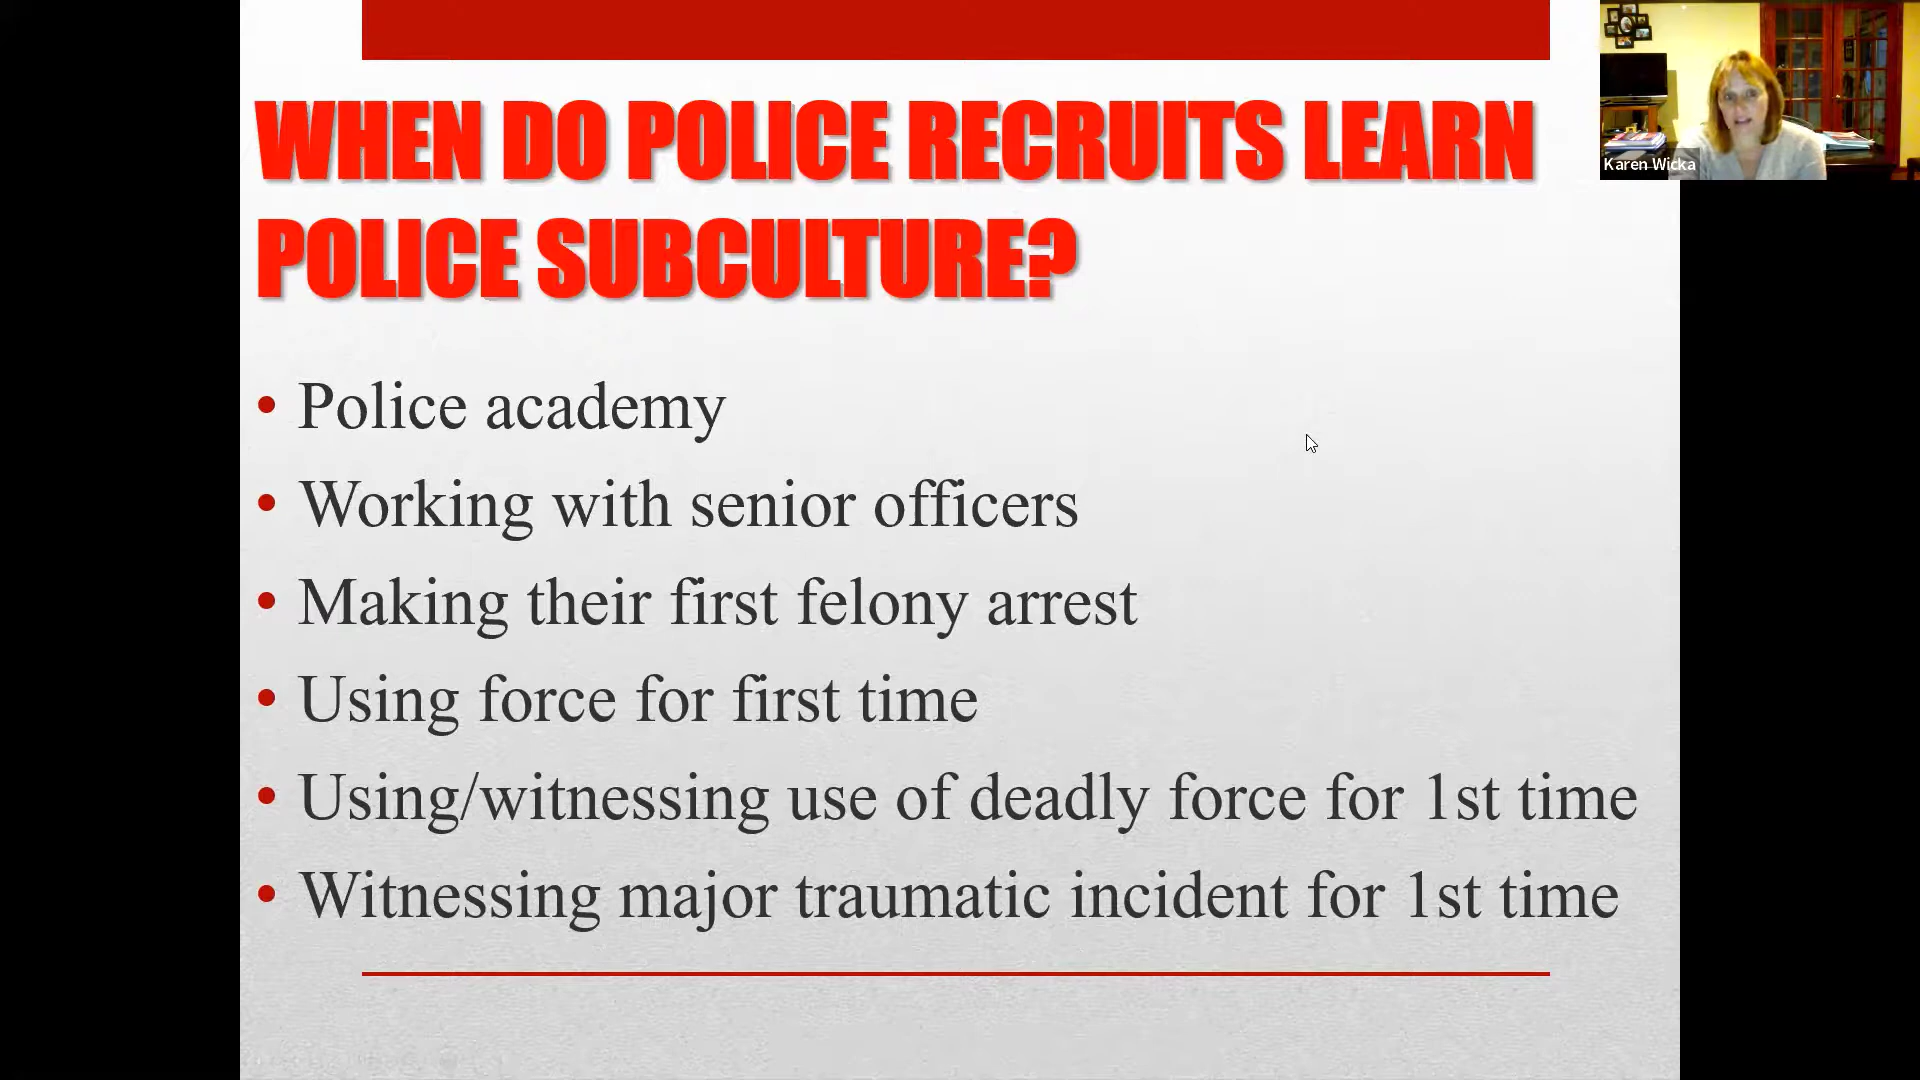 WHEN DO POLICE RECRUITS LEARN
POLICE SUBCULTURE?
• Police academy
• Working with senior officers
• Making their first felony arrest
• Using force for first time
• Using/witnessing use of deadly force for 1st time
• Witnessing major traumatic incident for 1st time
Karen Wicka